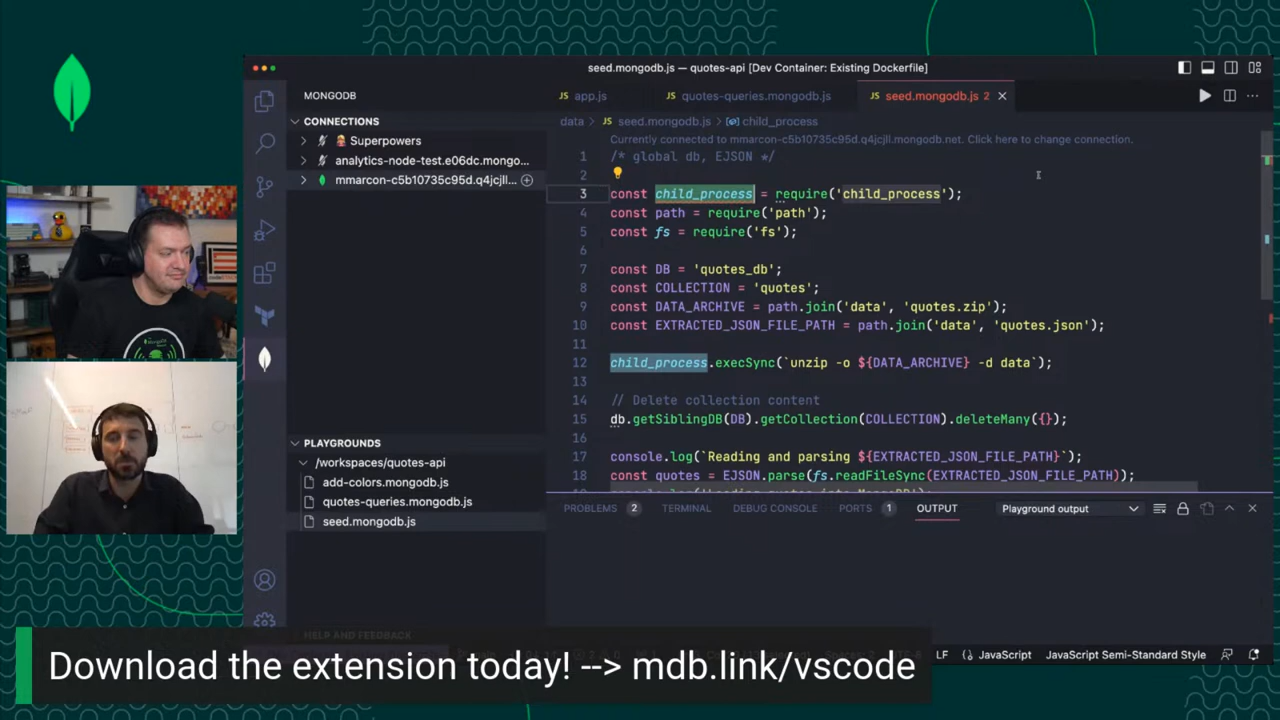 seed.mongodb.js — quotes-api [Dev Container: Existing Dockerfile]
MONGODB
app.js
quotes-queries.mongodb.js
seed.mongodb.js 2
CONNECTIONS
data > seed.mongodb.js > child_process
Superpowers
analytics-node-test.e06dc.mongo...
mmarcon-c5b10735c95d.q4jcjll...
Currently connected to mmarcon-c5b10735c95d.q4jcjll.mongodb.net. Click here to change connection.
1 /* global db, EJSON */
2
3 const child_process = require('child_process');
4 const path = require('path');
5 const fs = require('fs');
6
7 const DB = 'quotes_db';
8 const COLLECTION = 'quotes';
9 const DATA_ARCHIVE = path.join('data', 'quotes.zip');
10 const EXTRACTED_JSON_FILE_PATH = path.join('data', 'quotes.json');
11
12 child_process.execSync(`unzip -o ${DATA_ARCHIVE} -d data`);
13
14 // Delete collection content
15 db.getSiblingDB(DB).getCollection(COLLECTION).deleteMany({});
16
17 console.log(`Reading and parsing ${EXTRACTED_JSON_FILE_PATH}`);
18 const quotes = EJSON.parse(fs.readFileSync(EXTRACTED_JSON_FILE_PATH));
PLAYGROUNDS
/workspaces/quotes-api
add-colors.mongodb.js
quotes-queries.mongodb.js
seed.mongodb.js
PROBLEMS 2
TERMINAL
DEBUG CONSOLE
PORTS 1
OUTPUT
Playground output
HELP AND FEEDBACK
LF
JavaScript
JavaScript Semi-Standard Style
Download the extension today! --> mdb.link/vscode